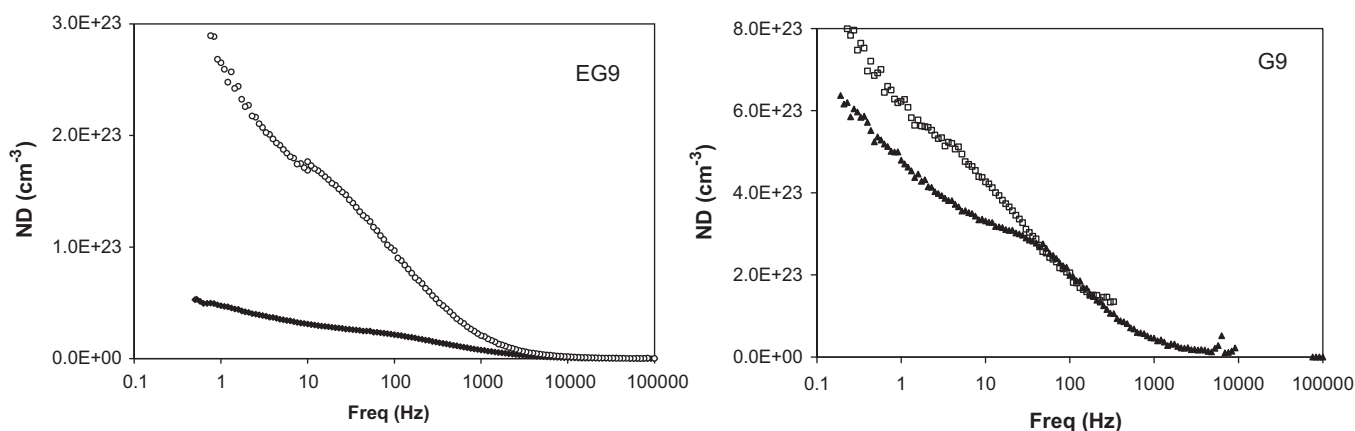 3.0E+23
2.0E+23
1.0E+23
0.0E+00
ND (cm-3)
EG9
0.1 1 10 100 1000 10000 100000
Freq (Hz)
8.0E+23
6.0E+23
4.0E+23
2.0E+23
0.0E+00
ND (cm-3)
G9
0.1 1 10 100 1000 10000 100000
Freq (Hz)